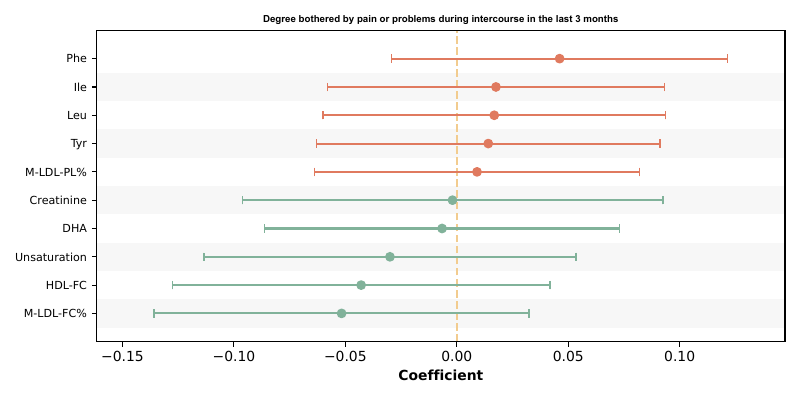 Degree bothered by pain or problems during intercourse in the last 3 months
Phe
Ile
Leu
Tyr
M-LDL-PL%
Creatinine
DHA
Unsaturation
HDL-FC
M-LDL-FC%
−0.15 −0.10 −0.05 0.00 0.05 0.10
Coefficient